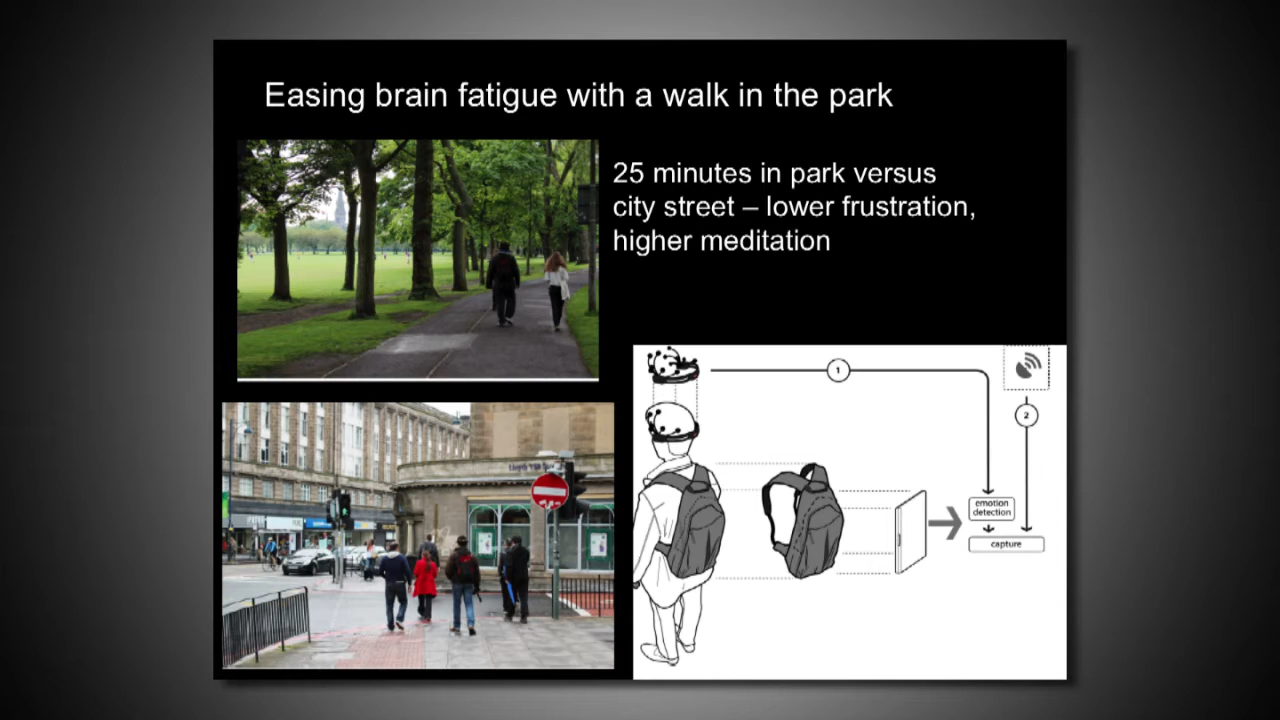 Easing brain fatigue with a walk in the park
25 minutes in park versus
city street – lower frustration,
higher meditation
1
2
emotion
detection
capture